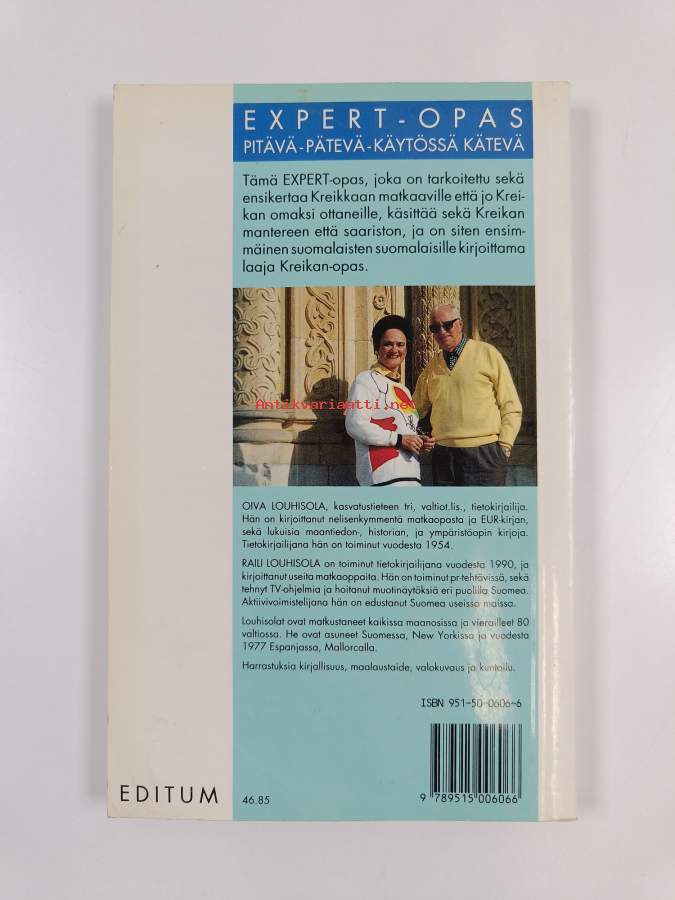 EXPERT-OPAS
PITÄVÄ-PÄTEVÄ-KÄYTÖSSÄ KÄTEVÄ
Tämä EXPERT-opas, joka on tarkoitettu sekä
ensikertaa Kreikkaan matkaaville että jo Krei-
kan omaksi ottaneille, käsittää sekä Kreikan
mantereen että saariston, ja on siten ensim-
mäinen suomalaisten suomalaisille kirjoittama
laaja Kreikan-opas.
Antikvariaatti.net
OIVA LOUHISOLA, kasvatustieteen tri, valtiot.lis., tietokirjailija.
Hän on kirjoittanut nelisenkymmentä matkaopasta ja EUR-kirjan,
sekä lukuisia maantiedon-, historian, ja ympäristöopin kirjoja.
Tietokirjailijana hän on toiminut vuodesta 1954.
RAILI LOUHISOLA on toiminut tietokirjailijana vuodesta 1990, ja
kirjoittanut useita matkaoppaita. Hän on toiminut pr-tehtövissä, sekä
tehnyt TV-ohjelmia ja hoitanut muotinäytöksiä eri puolilla Suomea.
Aktiivivoimistelijana hän on edustanut Suomea useissa maissa.
Louhisolat ovat matkustaneet kaikissa maanosissa ja vierailleet 80
valtiossa. He ovat asuneet Suomessa, New Yorkissa ja vuodesta
1977 Espanjassa, Mallorcalla.
Harrastuksia kirjallisuus, maalaustaide, valokuvaus ja kuntoilu.
ISBN 951-50-0606-6
9 789515 006066
EDITUM
46.85